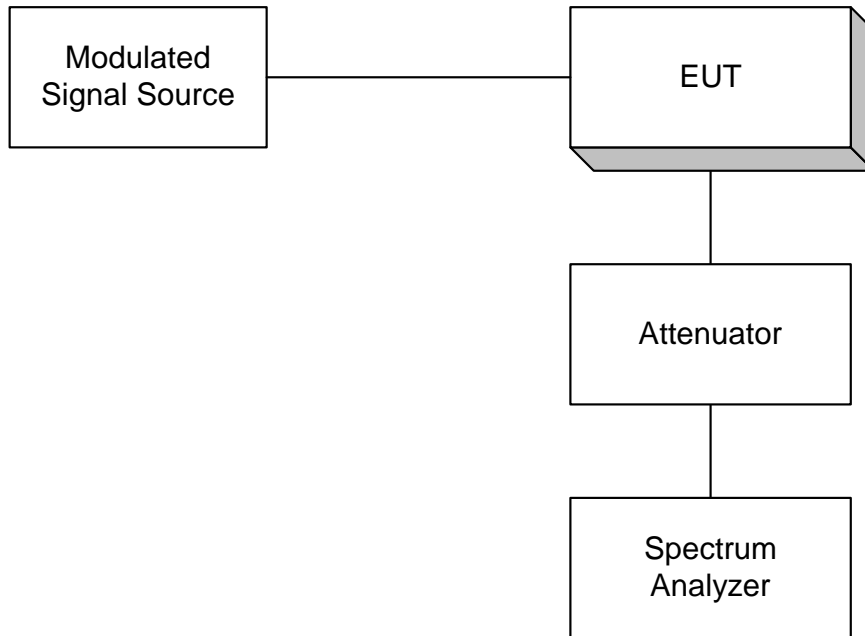 Modulated
Signal Source
EUT
Attenuator
Spectrum
Analyzer